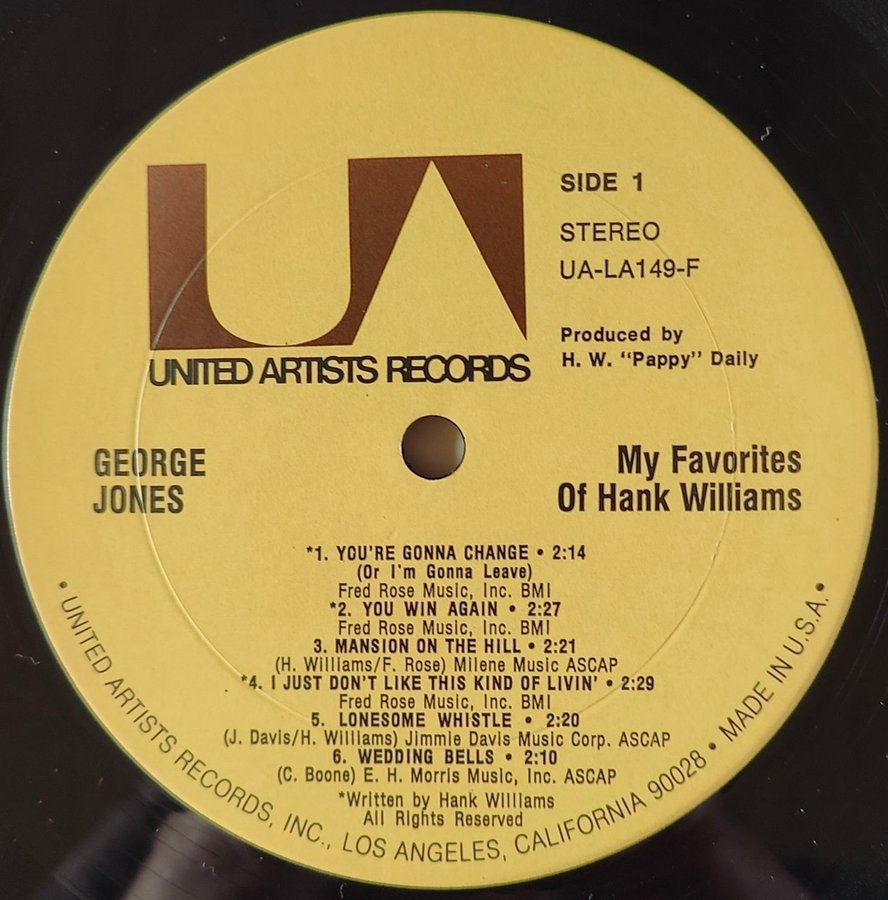 UA
UNITED ARTISTS RECORDS
SIDE 1
STEREO
UA-LA149-F
Produced by
H. W. "Pappy" Daily
GEORGE
JONES
My Favorites
Of Hank Williams
*1. YOU'RE GONNA CHANGE • 2:14
(Or I'm Gonna Leave)
Fred Rose Music, Inc. BMI
*2. YOU WIN AGAIN • 2:27
Fred Rose Music, Inc. BMI
3. MANSION ON THE HILL • 2:21
(H. Williams/F. Rose) Milene Music ASCAP
*4. I JUST DON'T LIKE THIS KIND OF LIVIN' • 2:29
Fred Rose Music, Inc. BMI
5. LONESOME WHISTLE • 2:20
(J. Davis/H. Williams) Jimmie Davis Music Corp. ASCAP
6. WEDDING BELLS • 2:10
(C. Boone) E. H. Morris Music, Inc. ASCAP
*Written by Hank Williams
All Rights Reserved
• UNITED ARTISTS RECORDS, INC., LOS ANGELES, CALIFORNIA 90028 • MADE IN U.S.A. •